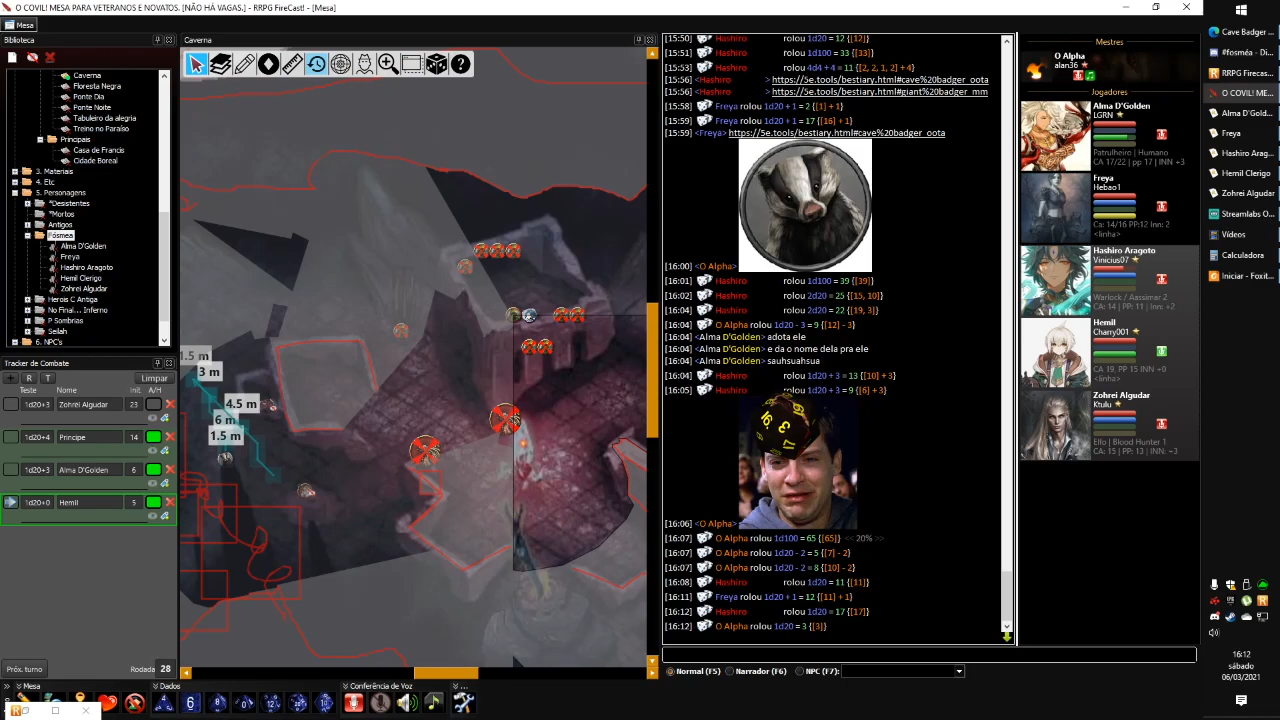 O COVIL! MESA PARA VETERANOS E NOVATOS. [NÃO HÁ VAGAS.] - RRPG FireCast! - [Mesa]
Mesa
Biblioteca
Caverna
Floresta Negra
Ponte Dia
Ponte Noite
Tabuleiro da alegria
Treino no Paraíso
Principais
Casa de Francis
Cidade Boreal
3. Materiais
4. Etc
5. Personagens
*Desistentes
*Mortos
Antigos
Fósmea
Alma D'Golden
Freya
Hashiro Aragoto
Hemil Clerigo
Zohrei Algudar
Herois C Antiga
No Final... Inferno
P Sombrias
Sellah
6. NPC's
Tracker de Combate
R
T
Limpar
Teste Nome Init. A/H
1d20+3 Zohrei Algudar 23
1d20+4 Principe 14
1d20+3 Alma D'Golden 6
1d20+0 Hemil 5
Próx. turno
Rodada 28
Caverna
1.5 m
3 m
4.5 m
6 m
1.5 m
[15:50] Hashiro rolou 1d20 = 12 {[12]}
[15:51] Hashiro rolou 1d100 = 33 {[33]}
[15:53] Hashiro rolou 4d4 + 4 = 11 {[2, 2, 1, 2] + 4}
[15:56] <Hashiro > https://5e.tools/bestiary.html#cave%20badger_oota
[15:56] <Hashiro > https://5e.tools/bestiary.html#giant%20badger_mm
[15:58] Freya rolou 1d20 + 1 = 2 {[1] + 1}
[15:59] Freya rolou 1d20 + 1 = 17 {[16] + 1}
[15:59] <Freya> https://5e.tools/bestiary.html#cave%20badger_oota
[16:00] <O Alpha>
[16:01] Hashiro rolou 1d100 = 39 {[39]}
[16:02] Hashiro rolou 2d20 = 25 {[15, 10]}
[16:04] Hashiro rolou 2d20 = 22 {[19, 3]}
[16:04] O Alpha rolou 1d20 - 3 = 9 {[12] - 3}
[16:04] <Alma D'Golden> adota ele
[16:04] <Alma D'Golden> e da o nome dela pra ele
[16:04] <Alma D'Golden> sauhsuahsua
[16:04] Hashiro rolou 1d20 + 3 = 13 {[10] + 3}
[16:05] Hashiro rolou 1d20 + 3 = 9 {[6] + 3}
[16:06] <O Alpha>
[16:07] O Alpha rolou 1d100 = 65 {[65]} << 20% >>
[16:07] O Alpha rolou 1d20 - 2 = 5 {[7] - 2}
[16:07] O Alpha rolou 1d20 - 2 = 8 {[10] - 2}
[16:08] Hashiro rolou 1d20 = 11 {[11]}
[16:11] Freya rolou 1d20 + 1 = 12 {[11] + 1}
[16:12] Hashiro rolou 1d20 = 17 {[17]}
[16:12] O Alpha rolou 1d20 = 3 {[3]}
Normal (F5) Narrador (F6) NPC (F7):
Mesa
Dados
Conferência de Voz
...
Mestres
O Alpha
alan36
Jogadores
Alma D'Golden
LGRN
Patrulheiro | Humano
CA 17/22 | pp 17 | INN +3
Freya
Hebao1
Ca: 14/16 PP:12 Inn: 2
<linha>
Hashiro Aragoto
Vinicius07
Warlock / Aassimar 2
CA: 14 | PP: 11 | Inn: +2
Hemil
Charry001
CA 19, PP 15 INN +0
<linha>
Zohrei Algudar
Ktulu
Elfo | Blood Hunter 1
CA: 15 | PP: 13 | INN: +3
Cave Badger ...
#fosméa - Di...
RRPG Firecas...
O COVIL! ME...
Alma D'Gold...
Freya
Hashiro Arag...
Hemil Clerigo
Zohrei Algudar
Streamlabs O...
Vídeos
Calculadora
Iniciar - Foxit...
16:12
sábado
06/03/2021